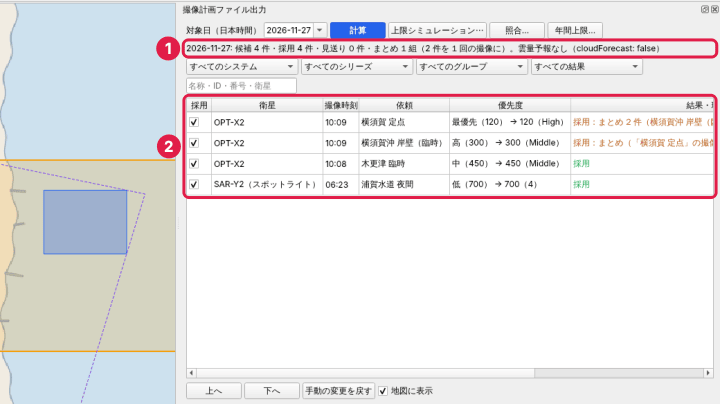 撮像計画ファイル出力
対象日（日本時間） 2026-11-27 計算 上限シミュレーション… 照合… 年間上限…
1 2026-11-27: 候補 4 件・採用 4 件・見送り 0 件・まとめ 1 組（2 件を 1 回の撮像に）。雲量予報なし（cloudForecast: false）
すべてのシステム すべてのシリーズ すべてのグループ すべての結果
名称・ID・番号・衛星
採用 衛星 撮像時刻 依頼 優先度 結果・
OPT-X2 10:09 横須賀 定点 最優先（120） → 120（High） 採用：まとめ 2 件（横須賀沖 岸壁
2 OPT-X2 10:09 横須賀沖 岸壁（臨時） 高（300） → 300（Middle） 採用：まとめ（「横須賀 定点」の撮
OPT-X2 10:08 木更津 臨時 中（450） → 450（Middle） 採用
SAR-Y2（スポットライト） 06:23 浦賀水道 夜間 低（700） → 700（4） 採用
上へ 下へ 手動の変更を戻す 地図に表示